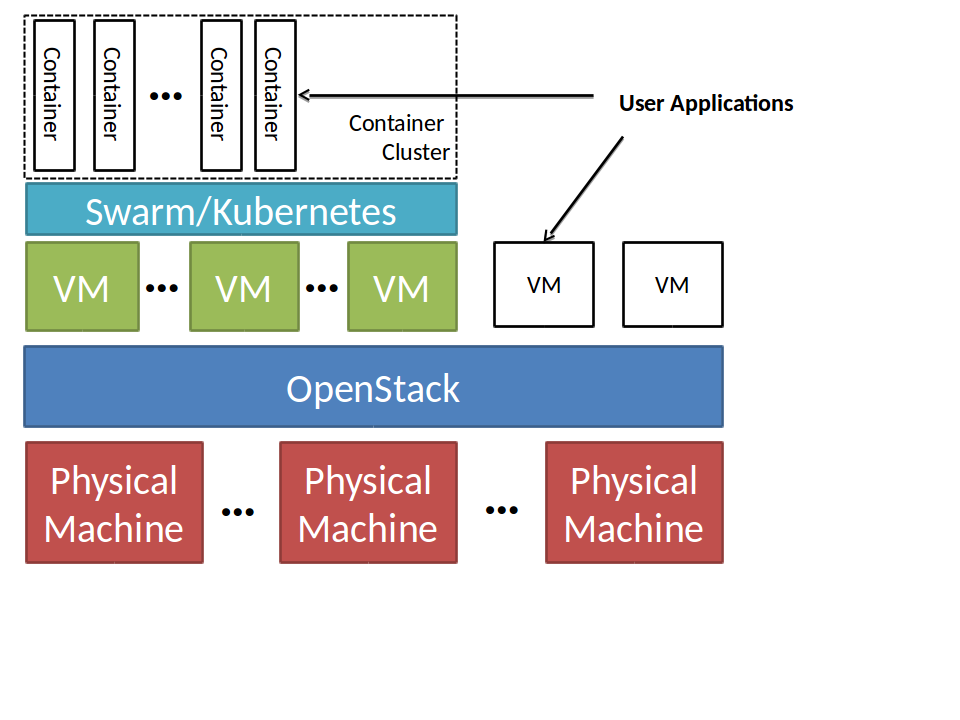 Container
Container
•••
Container
Container
Container
Cluster
User Applications
Swarm/Kubernetes
VM
•••
VM
•••
VM
VM
VM
OpenStack
Physical
Machine
•••
Physical
Machine
•••
Physical
Machine